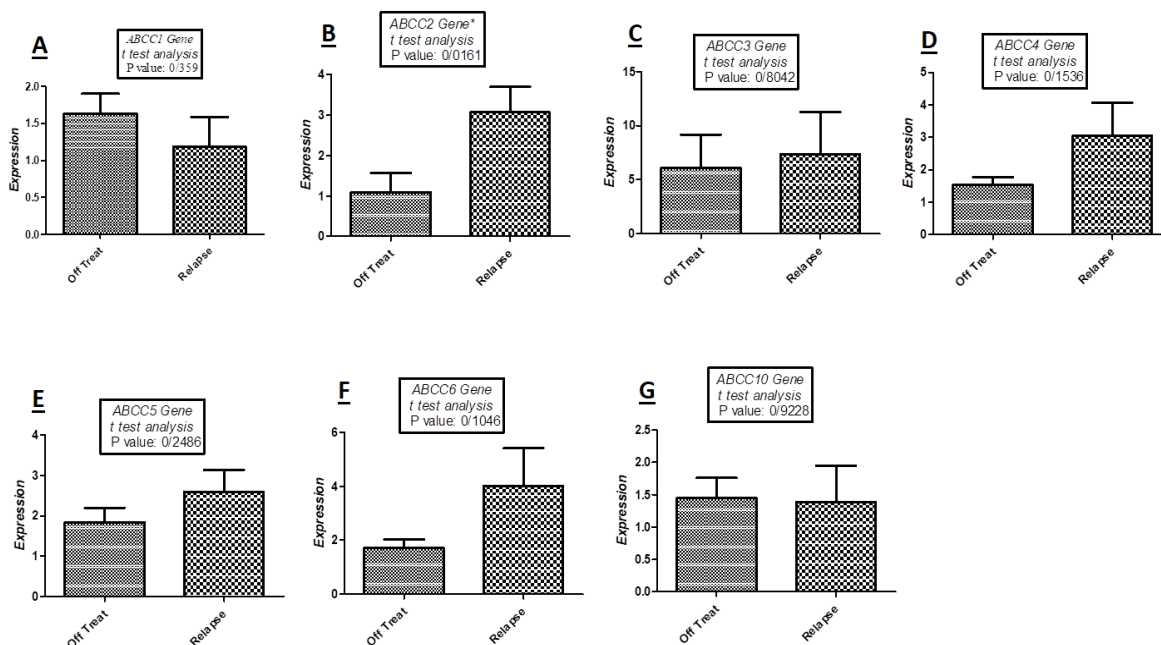 A
ABCC1 Gene
t test analysis
P value: 0/359
Expression
2.0
1.5
1.0
0.5
0.0
Off Treat
Relapse
B
ABCC2 Gene*
t test analysis
P value: 0/0161
Expression
4
3
2
1
0
Off Treat
Relapse
C
ABCC3 Gene
t test analysis
P value: 0/8042
Expression
15
10
5
0
Off Treat
Relapse
D
ABCC4 Gene
t test analysis
P value: 0/1536
Expression
5
4
3
2
1
0
Off Treat
Relapse
E
ABCC5 Gene
t test analysis
P value: 0/2486
Expression
4
3
2
1
0
Off Treat
Relapse
F
ABCC6 Gene
t test analysis
P value: 0/1046
Expression
6
4
2
0
Off Treat
Relapse
G
ABCC10 Gene
t test analysis
P value: 0/9228
Expression
2.5
2.0
1.5
1.0
0.5
0.0
Off Treat
Relapse